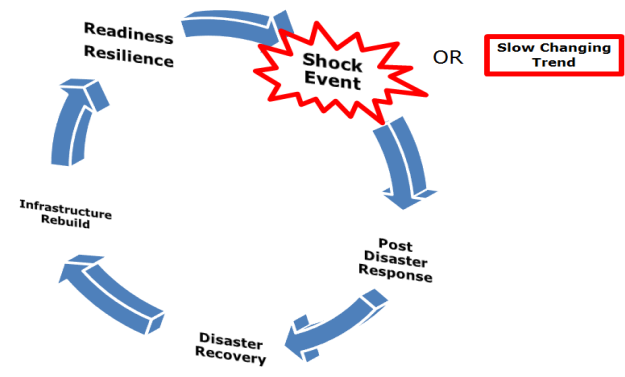 Readiness
Resilience
Shock
Event
OR
Slow Changing
Trend
Post
Disaster
Response
Disaster
Recovery
Infrastructure
Rebuild